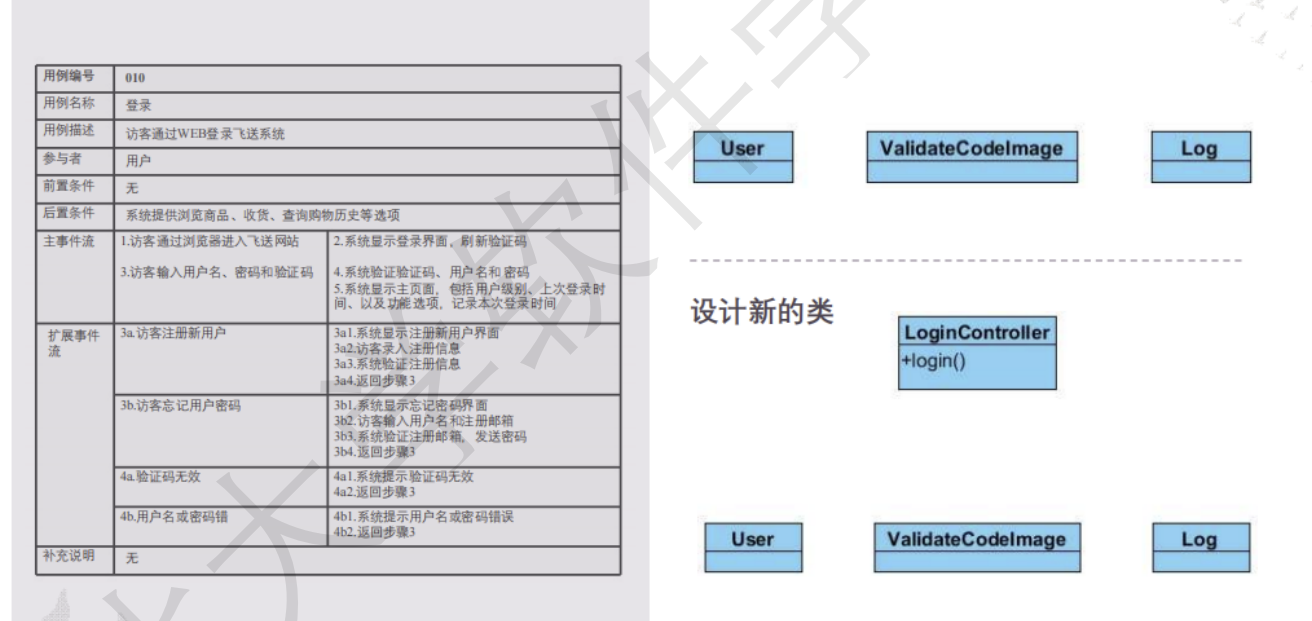 用例编号 010
用例名称 登录
用例描述 访客通过WEB登录飞送系统
参与者 用户
前置条件 无
后置条件 系统提供浏览商品、收货、查询购物历史等选项
主事件流 1.访客通过浏览器进入飞送网站 2.系统显示登录界面，刷新验证码
3.访客输入用户名、密码和验证码 4.系统验证验证码、用户名和 密码
5.系统显示主页面，包括用户级别、上次登录时
间、以及功能选项，记录本次登录时间
扩展事件 3a.访客注册新用户 3a1.系统显示注册新用户界面
流 3a2.访客录入注册信息
3a3.系统验证注册信息
3a4.返回步骤3
3b.访客忘记用户密码 3b1.系统显示忘记密码界面
3b2.访客输入用户名和注册邮箱
3b3.系统验证注册邮箱，发送密码
3b4.返回步骤3
4a.验证码无效 4a1.系统提示验证码无效
4a2.返回步骤3
4b.用户名或密码错 4b1.系统提示用户名或密码错误
4b2.返回步骤3
补充说明 无
User ValidateCodeImage Log
设计新的类
LoginController
+login()
User ValidateCodeImage Log
大学软件学